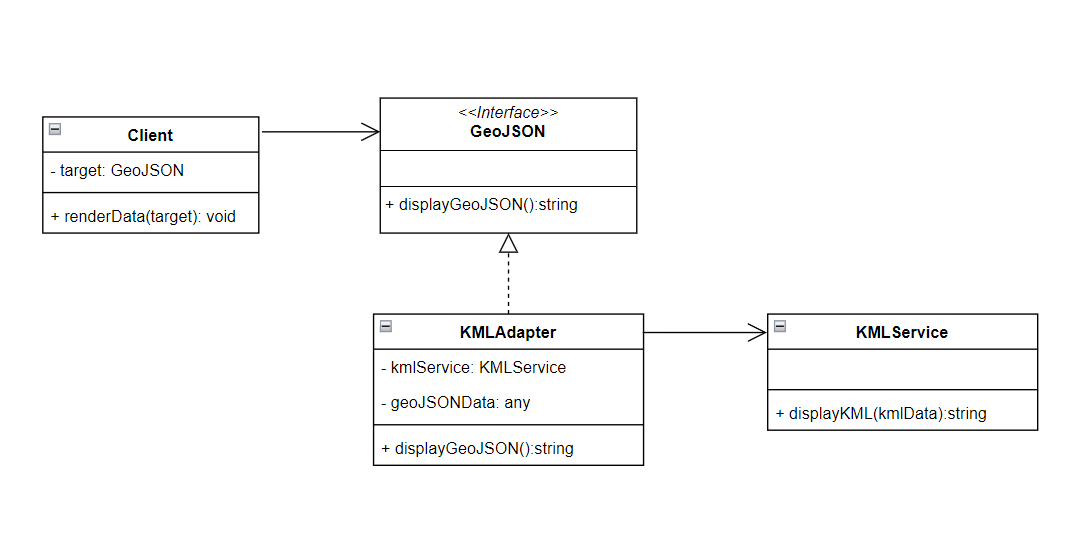 Client
- target: GeoJSON
+ renderData(target): void
<<Interface>>
GeoJSON
+ displayGeoJSON():string
KMLAdapter
- kmlService: KMLService
- geoJSONData: any
+ displayGeoJSON():string
KMLService
+ displayKML(kmlData):string